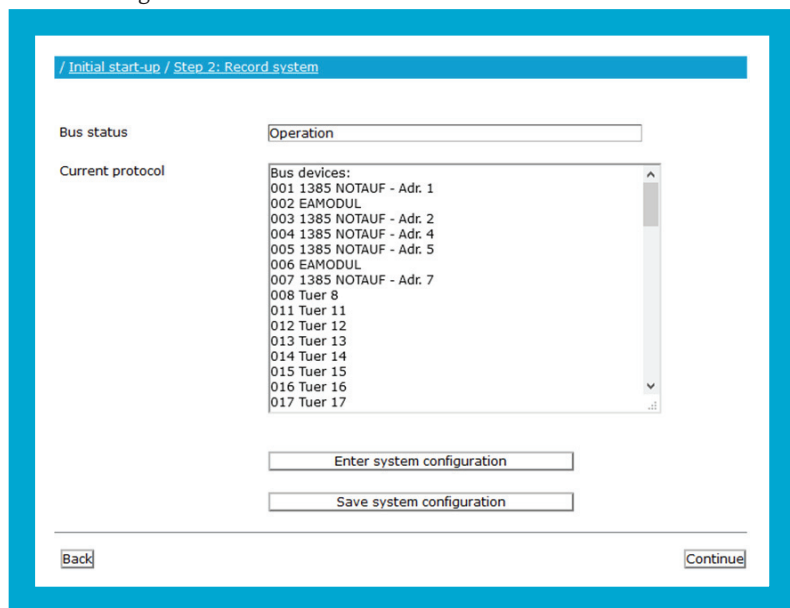 / Initial start-up / Step 2: Record system
Bus status
Operation
Current protocol
Bus devices:
001 1385 NOTAUF - Adr. 1
002 EAMODUL
003 1385 NOTAUF - Adr. 2
004 1385 NOTAUF - Adr. 4
005 1385 NOTAUF - Adr. 5
006 EAMODUL
007 1385 NOTAUF - Adr. 7
008 Tuer 8
011 Tuer 11
012 Tuer 12
013 Tuer 13
014 Tuer 14
015 Tuer 15
016 Tuer 16
017 Tuer 17
Enter system configuration
Save system configuration
Back
Continue